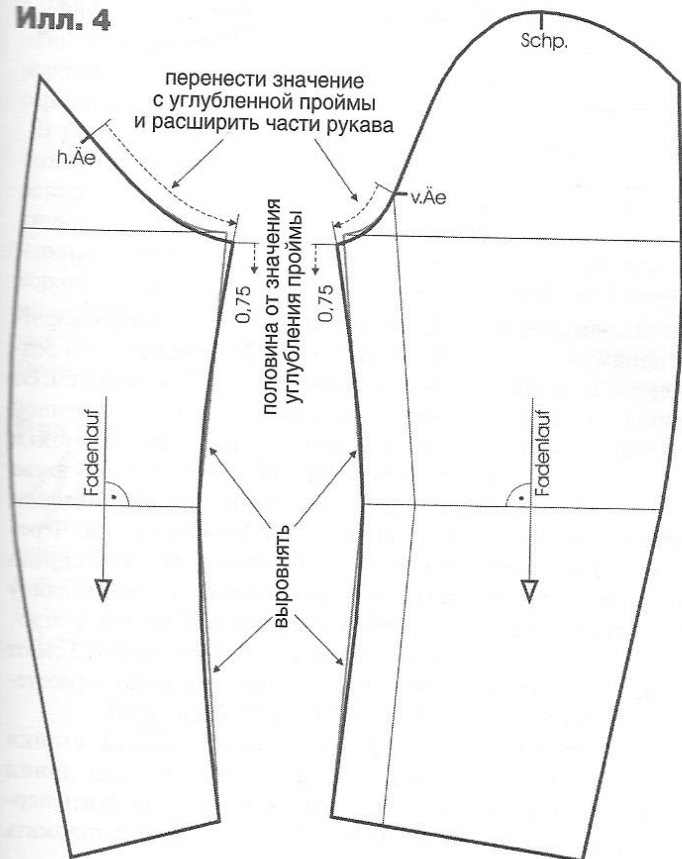 Илл. 4
Schp.
перенести значение
с углубленной проймы
и расширить части рукава
h.Äe
v.Äe
0,75
половина от значения
углубления проймы
0,75
Fadenlauf
Fadenlauf
выровнять